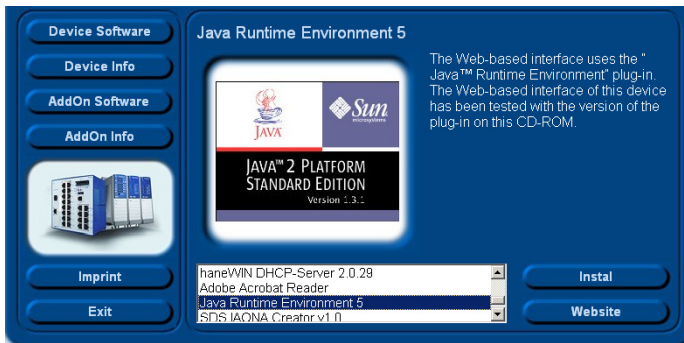 Device Software
Device Info
AddOn Software
AddOn Info
Imprint
Exit
Java Runtime Environment 5
JAVA
Sun
microsystems
JAVA™ 2 PLATFORM
STANDARD EDITION
Version 1.3.1
The Web-based interface uses the "
Java™ Runtime Environment" plug-in.
The Web-based interface of this device
has been tested with the version of the
plug-in on this CD-ROM.
haneWIN DHCP-Server 2.0.29
Adobe Acrobat Reader
Java Runtime Environment 5
SDS IAONA Creator v1.0
Instal
Website